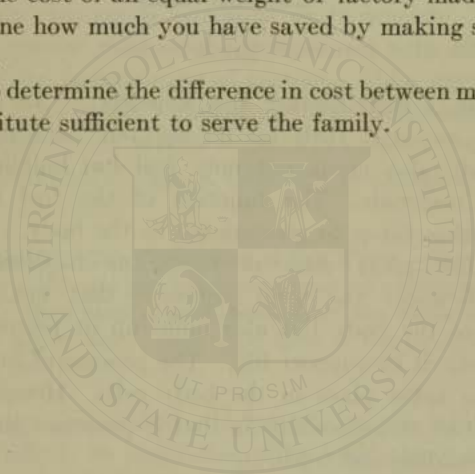 e cost of an equal weight of factory made
ne how much you have saved by making s
determine the difference in cost between m
itute sufficient to serve the family.
VIRGINIA POLYTECHNIC INSTITUTE
AND STATE UNIVERSITY
UT PROSIM